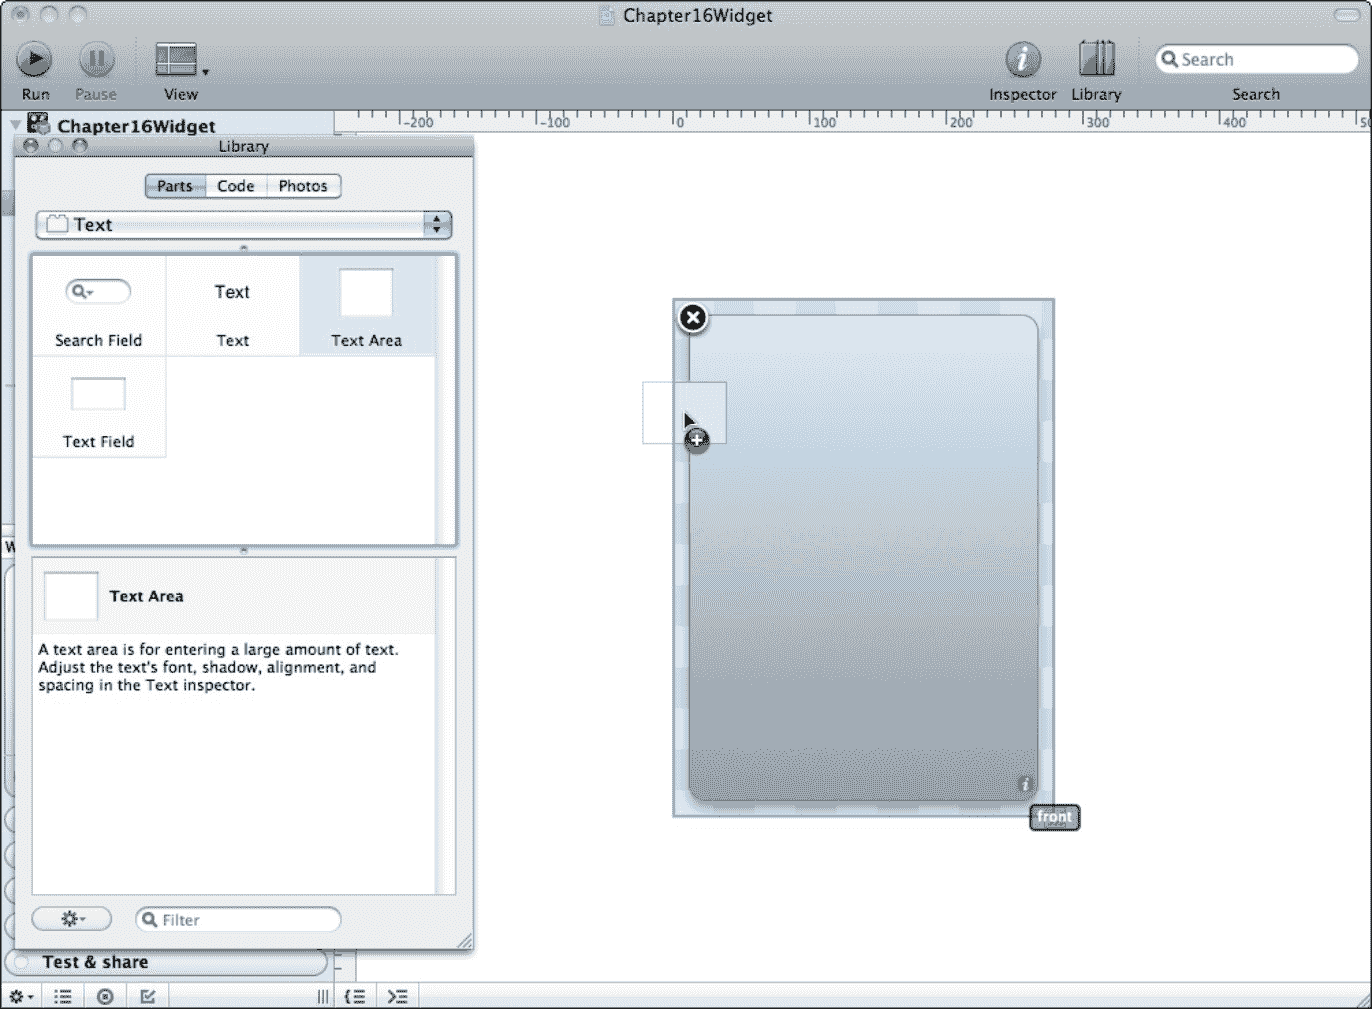 Chapter16Widget
Run
Pause
View
Inspector
Library
Search
Search
Chapter16Widget
-200
-100
0
100
200
300
400
Library
Parts
Code
Photos
Text
Text
Search Field
Text
Text Area
Text Field
Text Area
A text area is for entering a large amount of text.
Adjust the text's font, shadow, alignment, and
spacing in the Text inspector.
Filter
front
Test & share